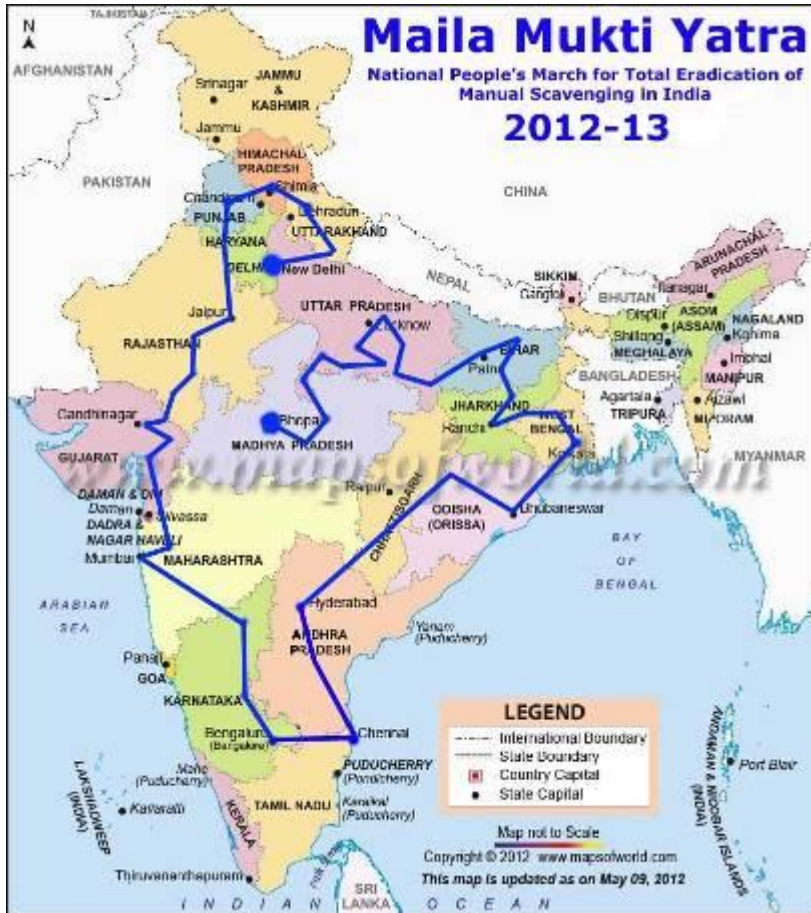 Maila Mukti Yatra
National People's March for Total Eradication of
Manual Scavenging in India
2012-13
N
TAJIKISTAN
AFGHANISTAN
JAMMU
&
KASHMIR
Srinagar
Jammu
HIMACHAL
PRADESH
Shimla
PAKISTAN
CHINA
PUNJAB
Dehradun
UTTARAKHAND
HARYANA
DELHI
New Delhi
NEPAL
SIKKIM
BHUTAN
ARUNACHAL
PRADESH
Itanagar
UTTAR PRADESH
Lucknow
Jaipur
RAJASTHAN
Dispur
ASOM
(ASSAM)
NAGALAND
Kohima
Shillong
MEGHALAYA
Imphal
MANIPUR
BIHAR
BANGLADESH
Agartala
TRIPURA
MYANMAR
JHARKHAND
Ranchi
WEST
BENGAL
Gandhinagar
GUJARAT
MADHYA PRADESH
www.mapsofworld.com
Raipur
CHHATTISGARH
ODISHA
(ORISSA)
Bhubaneswar
DAMAN & DIU
Daman
Silvassa
DADRA &
NAGAR HAVELI
Mumbai
MAHARASHTRA
BAY
OF
BENGAL
ARABIAN
SEA
Hyderabad
ANDHRA
PRADESH
Yanam
(Puducherry)
Panaji
GOA
KARNATAKA
Bengaluru
(Bangalore)
Chennai
Mahe
(Puducherry)
PUDUCHERRY
(Pondicherry)
Karaikal
(Puducherry)
TAMIL NADU
KERALA
LAKSHADWEEP
(INDIA)
Kavaratti
Thiruvananthapuram
SRI
LANKA
INDIAN OCEAN
ANDAMAN & NICOBAR ISLANDS
(INDIA)
Port Blair
LEGEND
International Boundary
State Boundary
Country Capital
State Capital
Map not to Scale
Copyright © 2012 www.mapsofworld.com
This map is updated as on May 09, 2012